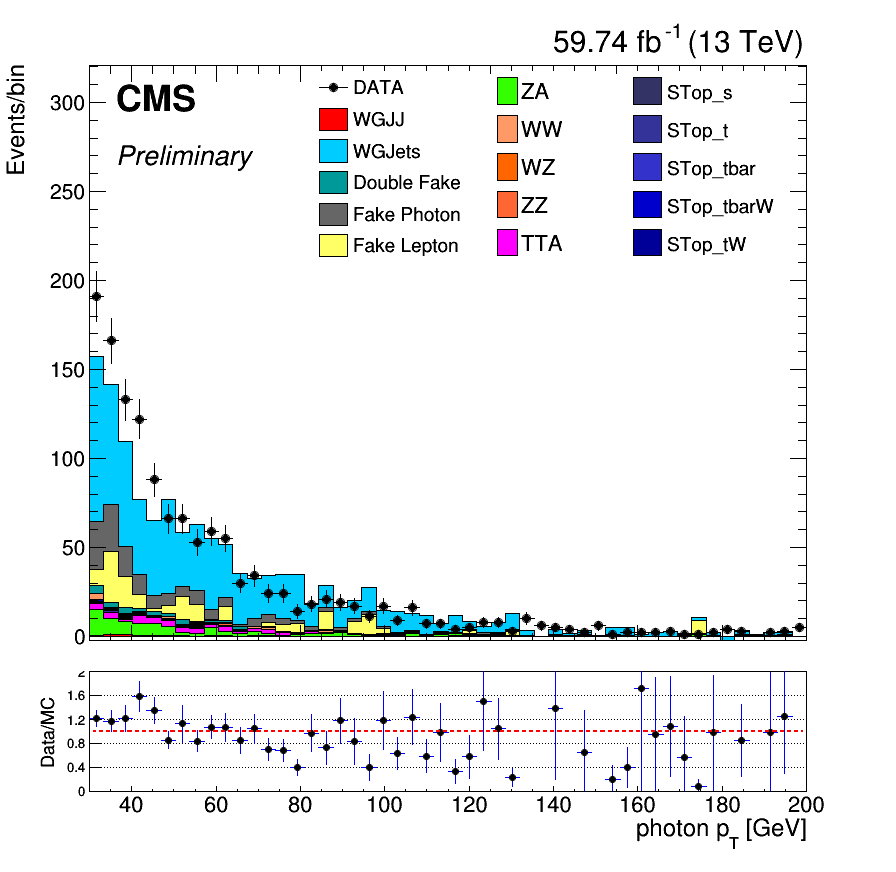 59.74 fb-1 (13 TeV)
Events/bin
CMS
Preliminary
DATA
WGJJ
WGJets
Double Fake
Fake Photon
Fake Lepton
ZA
WW
WZ
ZZ
TTA
STop_s
STop_t
STop_tbar
STop_tbarW
STop_tW
300
250
200
150
100
50
0
Data/MC
2
1.6
1.2
0.8
0.4
0
40 60 80 100 120 140 160 180 200
photon pT [GeV]